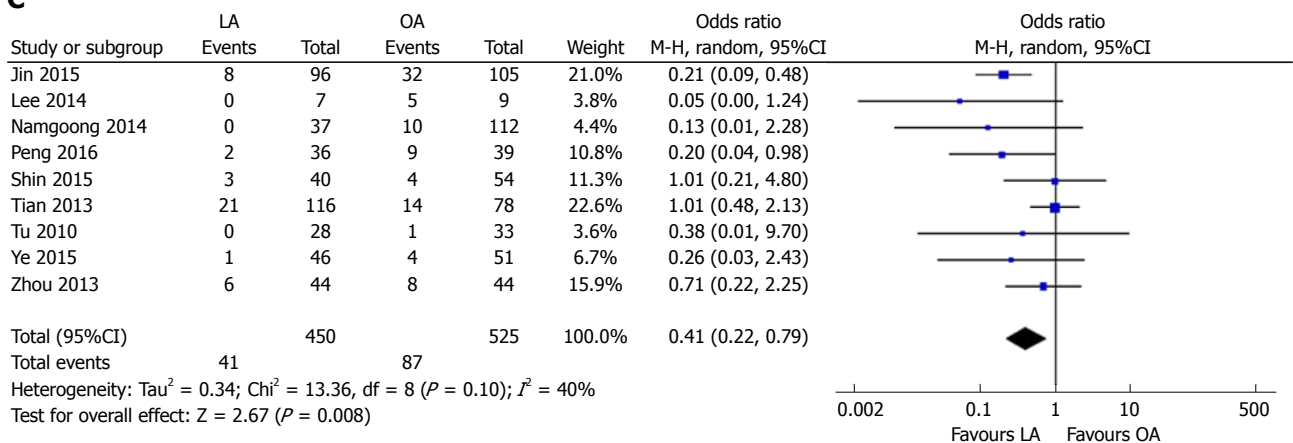 C
LA OA Odds ratio Odds ratio
Study or subgroup Events Total Events Total Weight M-H, random, 95%CI M-H, random, 95%CI
Jin 2015 8 96 32 105 21.0% 0.21 (0.09, 0.48)
Lee 2014 0 7 5 9 3.8% 0.05 (0.00, 1.24)
Namgoong 2014 0 37 10 112 4.4% 0.13 (0.01, 2.28)
Peng 2016 2 36 9 39 10.8% 0.20 (0.04, 0.98)
Shin 2015 3 40 4 54 11.3% 1.01 (0.21, 4.80)
Tian 2013 21 116 14 78 22.6% 1.01 (0.48, 2.13)
Tu 2010 0 28 1 33 3.6% 0.38 (0.01, 9.70)
Ye 2015 1 46 4 51 6.7% 0.26 (0.03, 2.43)
Zhou 2013 6 44 8 44 15.9% 0.71 (0.22, 2.25)
Total (95%CI) 450 525 100.0% 0.41 (0.22, 0.79)
Total events 41 87
Heterogeneity: Tau² = 0.34; Chi² = 13.36, df = 8 (P = 0.10); I² = 40%
Test for overall effect: Z = 2.67 (P = 0.008)
0.002 0.1 1 10 500
Favours LA Favours OA